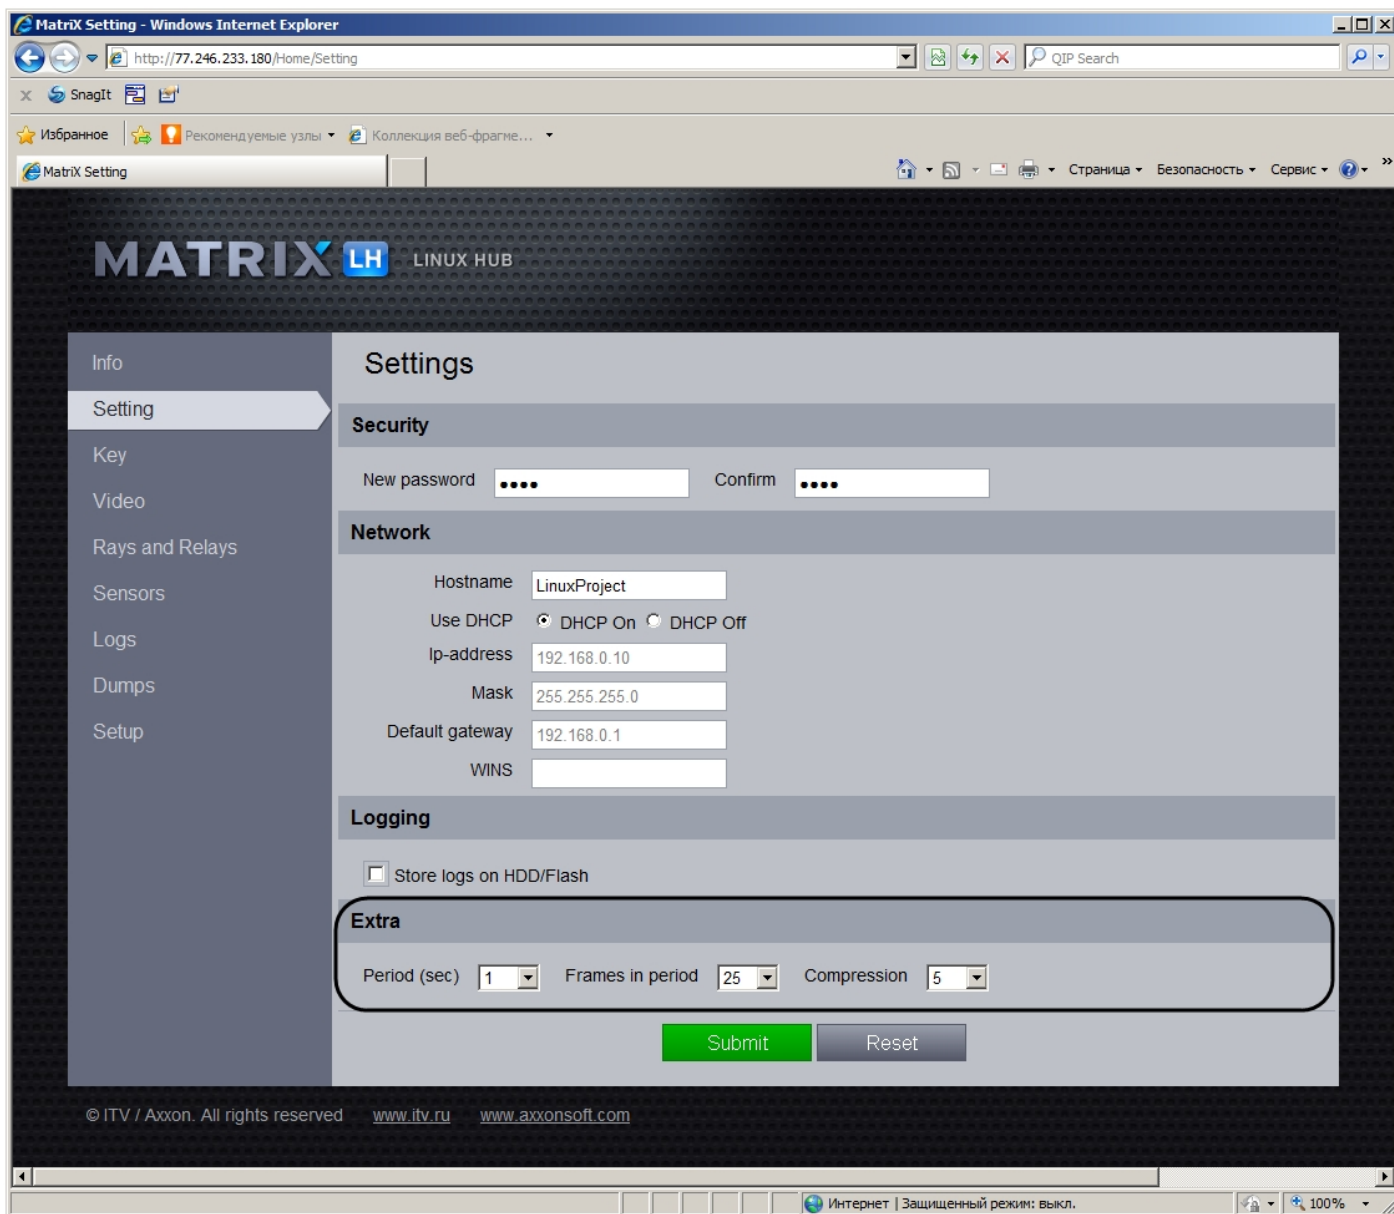 MatriX Setting - Windows Internet Explorer
http://77.246.233.180/Home/Setting
QIP Search
x SnagIt
Избранное Рекомендуемые узлы Коллекция веб-фрагме...
MatriX Setting Страница Безопасность Сервис »
MATRIX LH LINUX HUB
Info
Setting
Key
Video
Rays and Relays
Sensors
Logs
Dumps
Setup
Settings
Security
New password •••• Confirm ••••
Network
Hostname LinuxProject
Use DHCP DHCP On DHCP Off
Ip-address 192.168.0.10
Mask 255.255.255.0
Default gateway 192.168.0.1
WINS
Logging
Store logs on HDD/Flash
Extra
Period (sec) 1 Frames in period 25 Compression 5
Submit Reset
© ITV / Axxon. All rights reserved www.itv.ru www.axxonsoft.com
Интернет | Защищенный режим: выкл. 100%